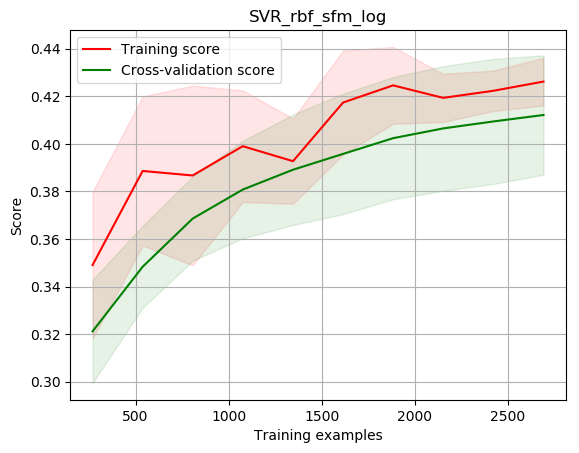 SVR_rbf_sfm_log
Training score
Cross-validation score
0.44
0.42
0.40
0.38
0.36
0.34
0.32
0.30
Score
500
1000
1500
2000
2500
Training examples